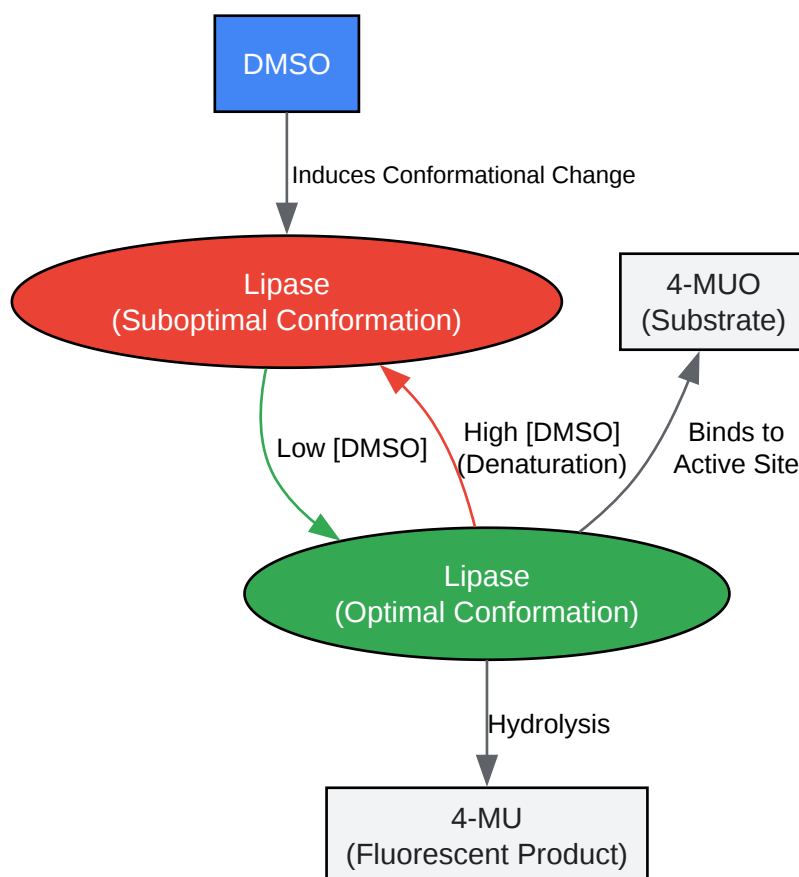 DMSO
Induces Conformational Change
Lipase
(Suboptimal Conformation)
4-MUO
(Substrate)
Low [DMSO]
High [DMSO]
(Denaturation)
Binds to
Active Site
Lipase
(Optimal Conformation)
Hydrolysis
4-MU
(Fluorescent Product)